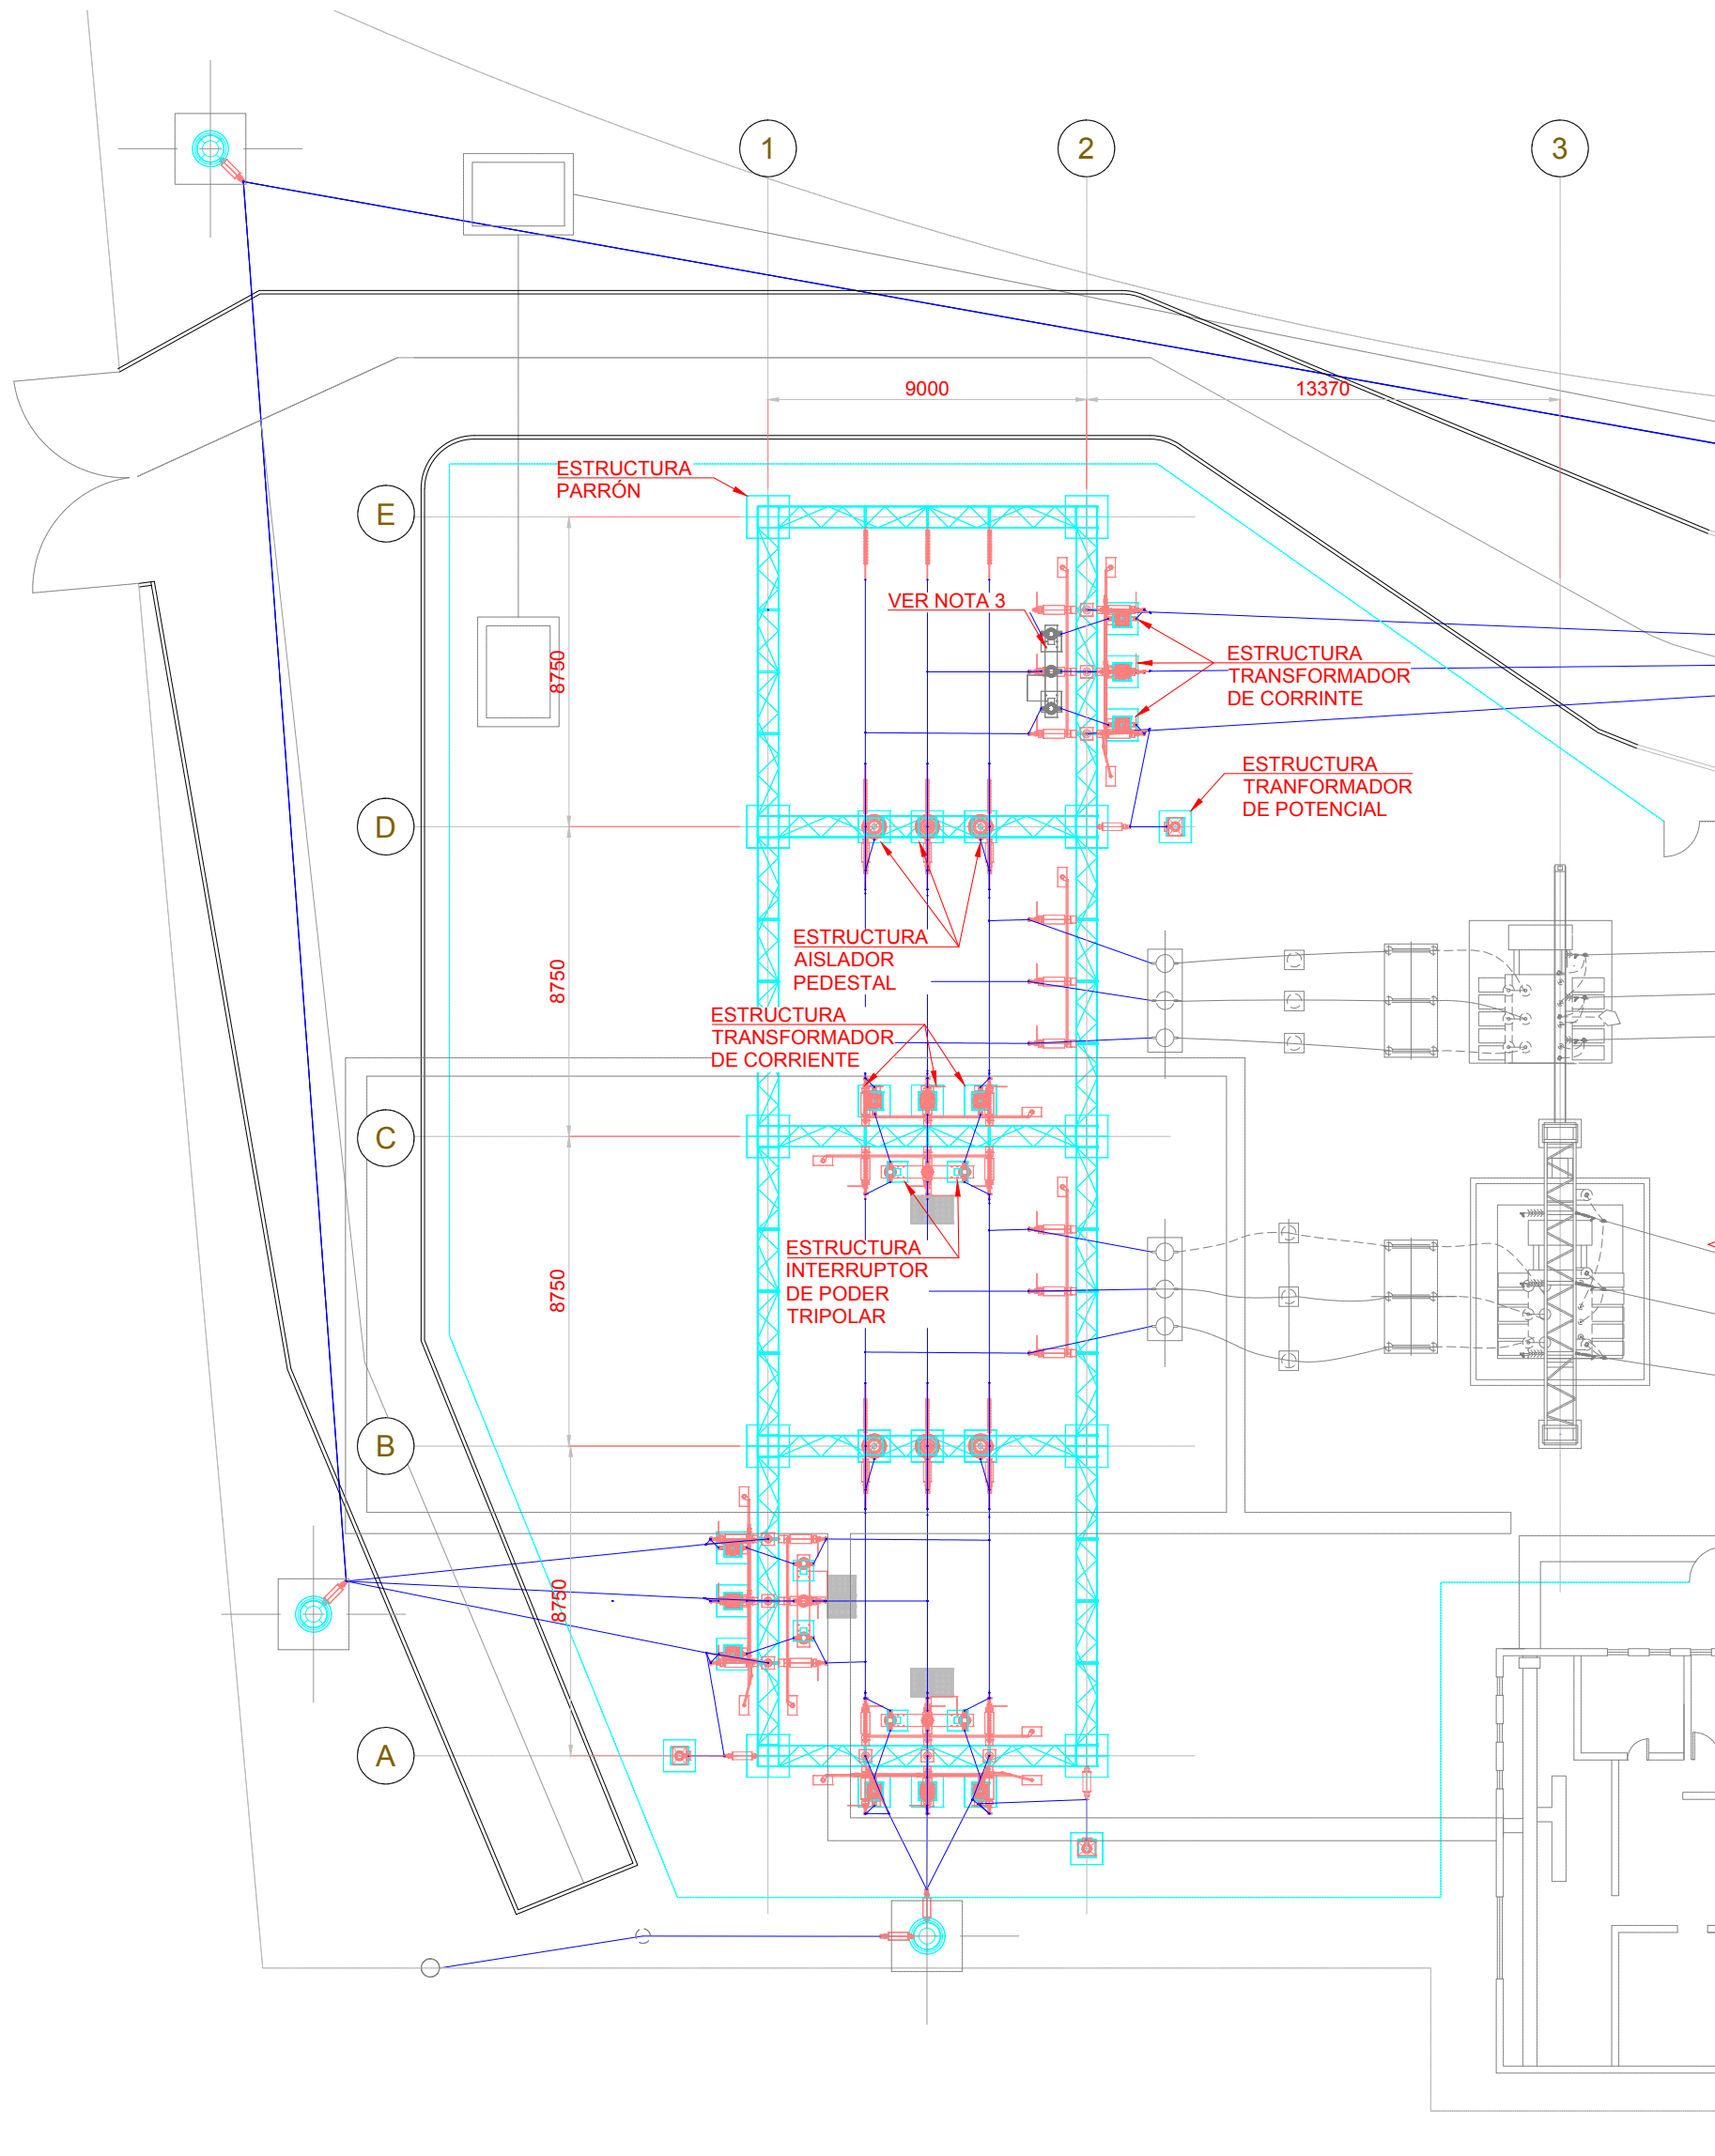 1
2
3
9000
13370
ESTRUCTURA
PARRÓN
E
VER NOTA 3
8750
ESTRUCTURA
TRANSFORMADOR
DE CORRINTE
ESTRUCTURA
TRANFORMADOR
DE POTENCIAL
D
ESTRUCTURA
AISLADOR
PEDESTAL
8750
ESTRUCTURA
TRANSFORMADOR
DE CORRIENTE
C
ESTRUCTURA
INTERRUPTOR
DE PODER
TRIPOLAR
8750
B
8750
A